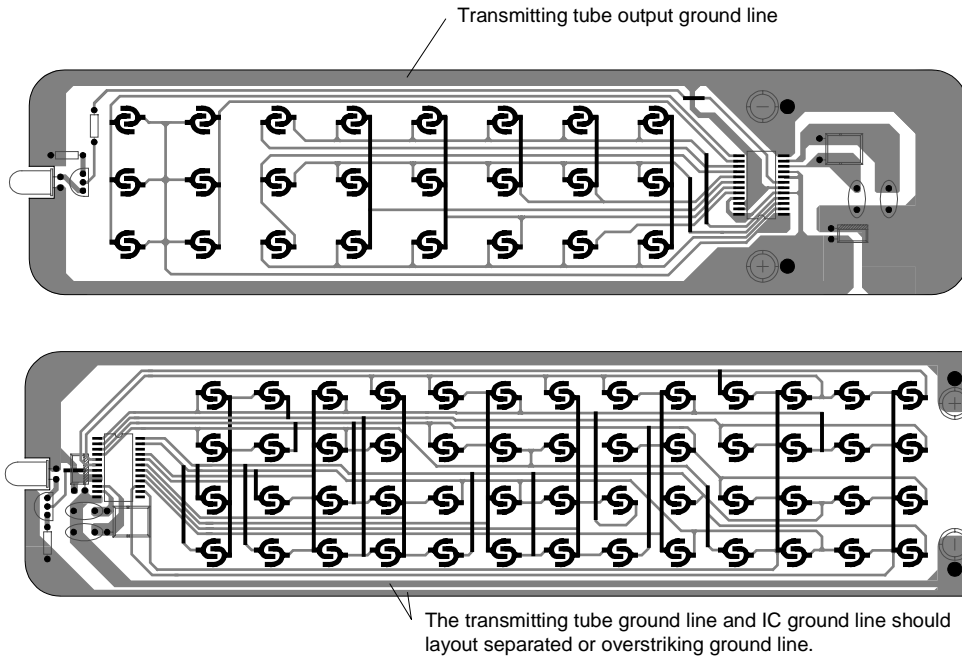 Transmitting tube output ground line
The transmitting tube ground line and IC ground line should
layout separated or overstriking ground line.